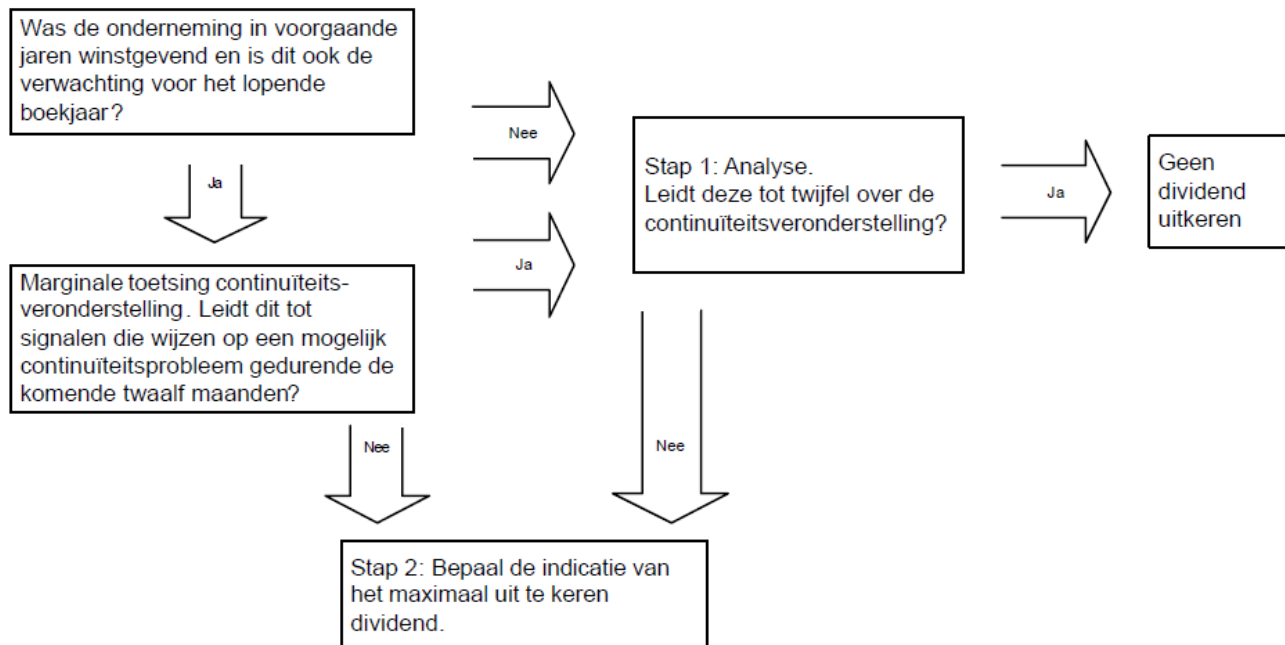 Was de onderneming in voorgaande
jaren winstgevend en is dit ook de
verwachting voor het lopende
boekjaar?
Nee
Ja
Stap 1: Analyse.
Leidt deze tot twijfel over de
continuïteitsveronderstelling?
Ja
Geen
dividend
uitkeren
Ja
Marginale toetsing continuïteits-
veronderstelling. Leidt dit tot
signalen die wijzen op een mogelijk
continuïteitsprobleem gedurende de
komende twaalf maanden?
Nee
Nee
Stap 2: Bepaal de indicatie van
het maximaal uit te keren
dividend.